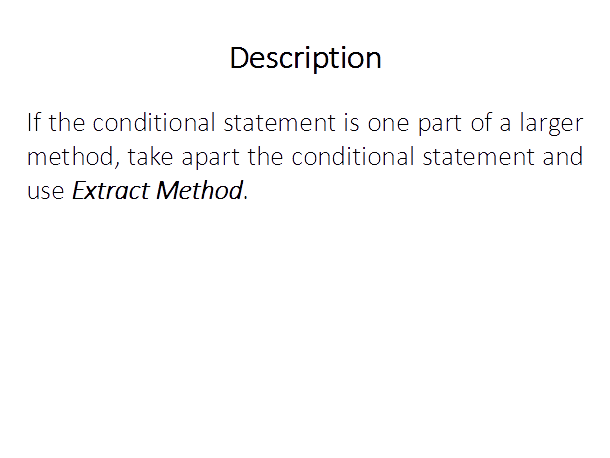 Description
If the conditional statement is one part of a larger
method, take apart the conditional statement and
use Extract Method.